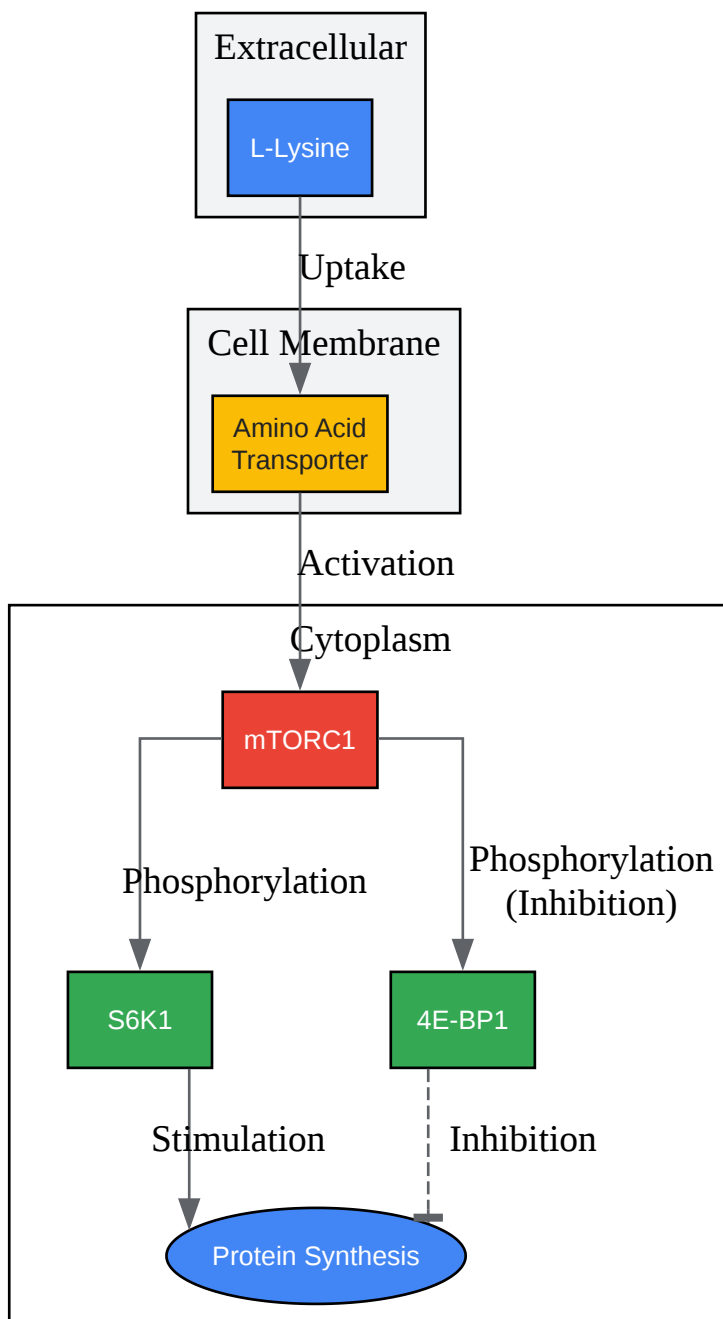 Extracellular
L-Lysine
Uptake
Cell Membrane
Amino Acid
Transporter
Activation
Cytoplasm
mTORC1
Phosphorylation
Phosphorylation
(Inhibition)
S6K1
4E-BP1
Stimulation
Inhibition
Protein Synthesis